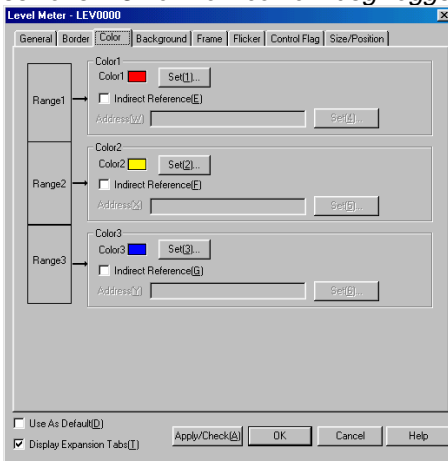 Level Meter - LEV0000
General Border Color Background Frame Flicker Control Flag Size/Position
Color1
Color1 Set(1)...
Range1
Indirect Reference(E)
Address(W) Set(4)...
Color2
Color2 Set(2)...
Range2
Indirect Reference(F)
Address(X) Set(5)...
Color3
Color3 Set(3)...
Range3
Indirect Reference(G)
Address(Y) Set(6)...
Use As Default(D)
Display Expansion Tabs(T)
Apply/Check(A) OK Cancel Help